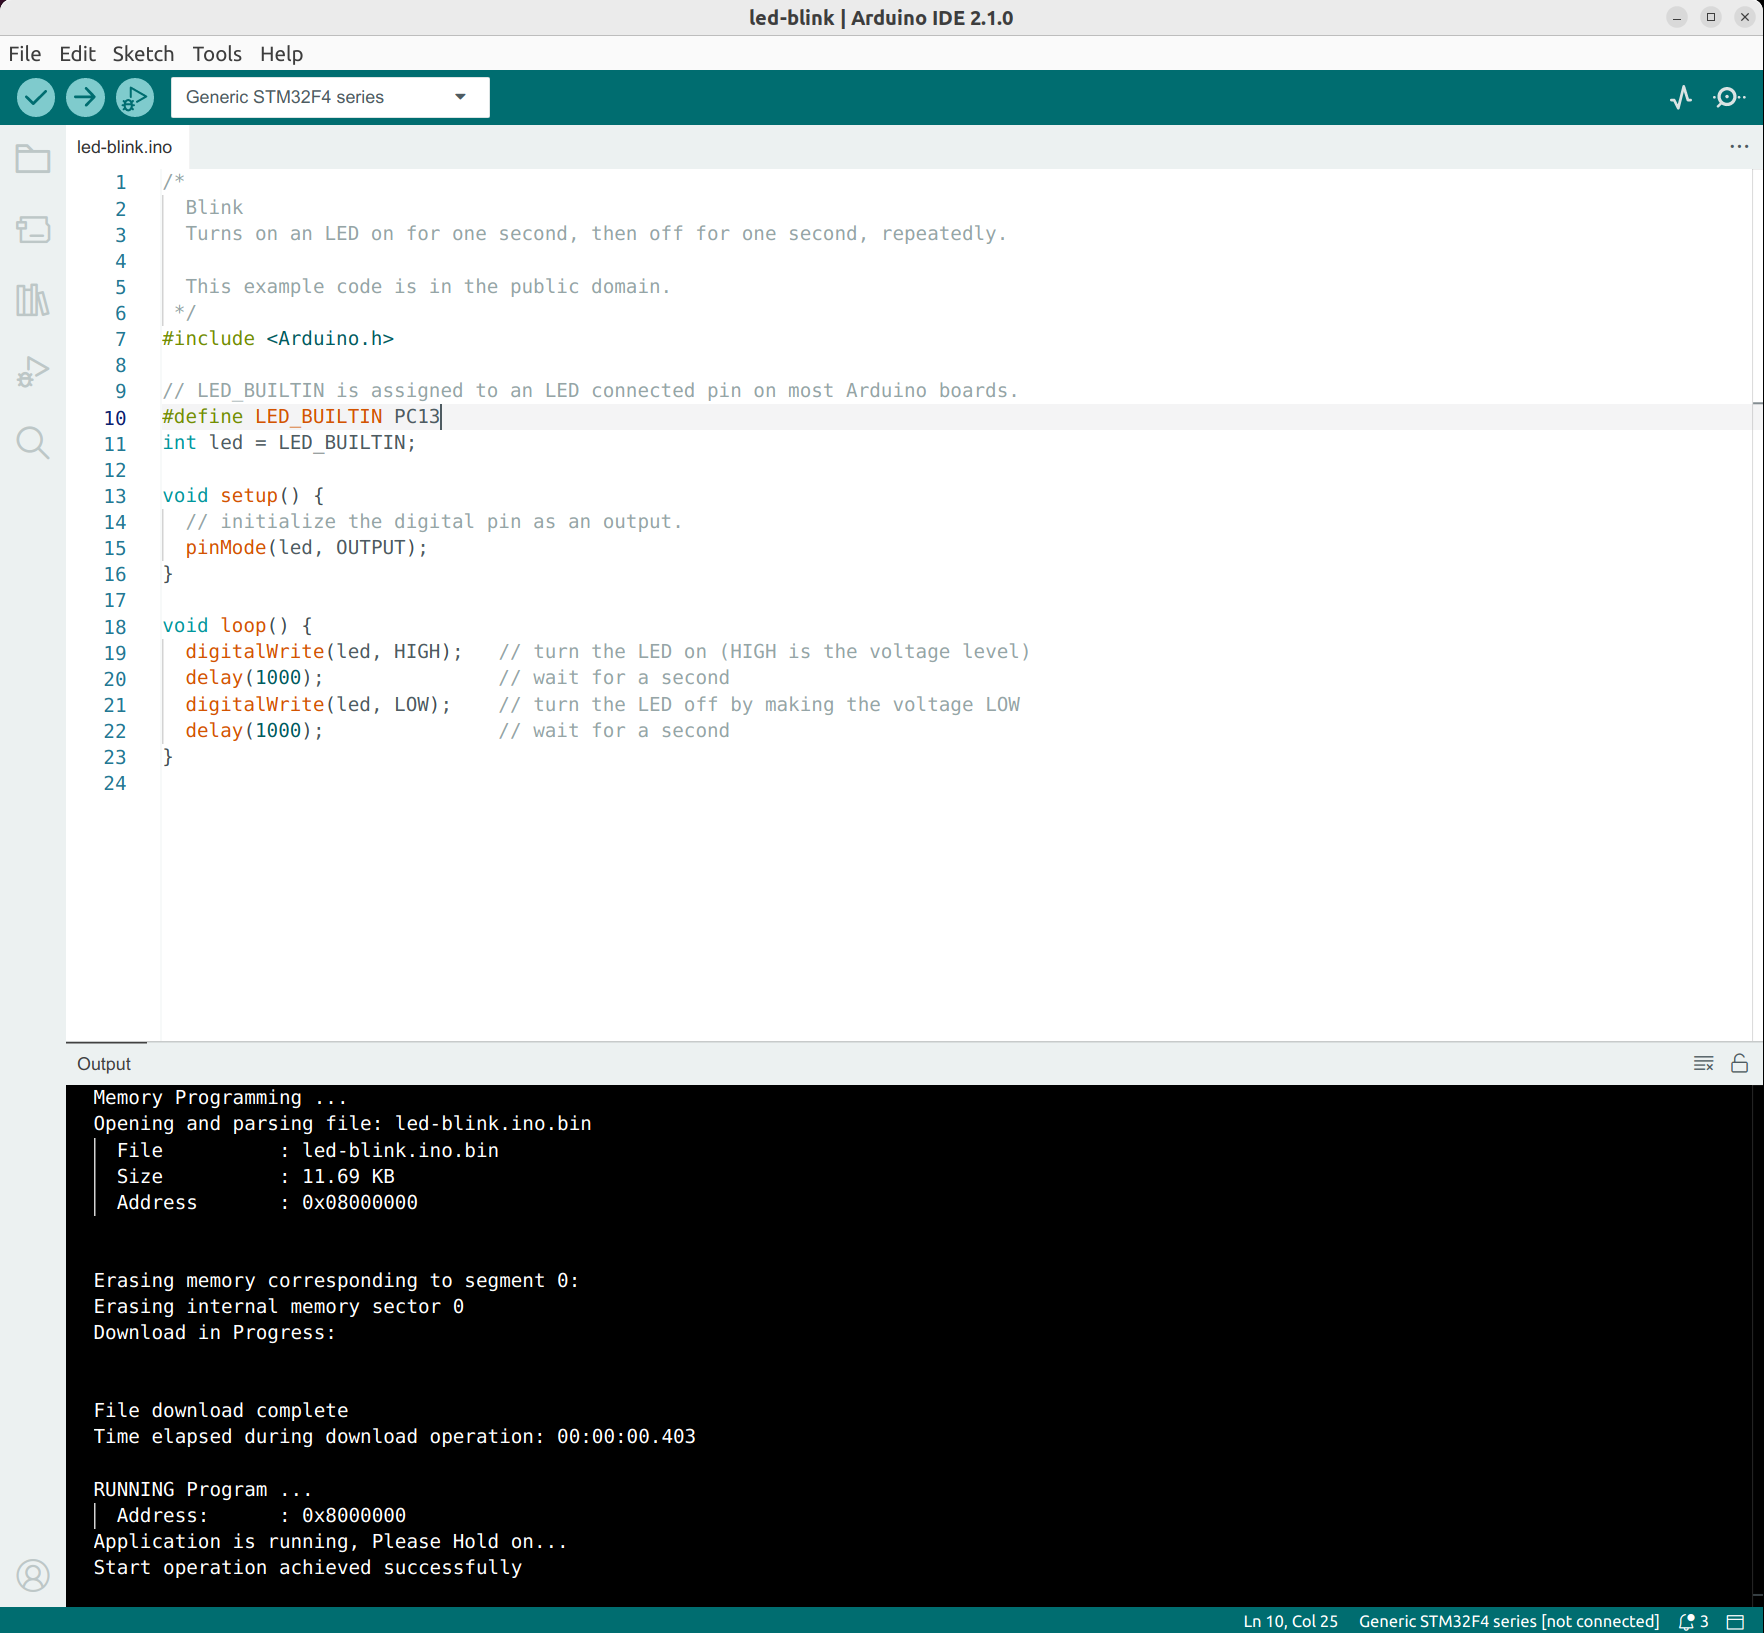 led-blink | Arduino IDE 2.1.0
File Edit Sketch Tools Help
Generic STM32F4 series
led-blink.ino
1 /*
2   Blink
3   Turns on an LED on for one second, then off for one second, repeatedly.
4
5   This example code is in the public domain.
6  */
7 #include <Arduino.h>
8
9 // LED_BUILTIN is assigned to an LED connected pin on most Arduino boards.
10 #define LED_BUILTIN PC13
11 int led = LED_BUILTIN;
12
13 void setup() {
14   // initialize the digital pin as an output.
15   pinMode(led, OUTPUT);
16 }
17
18 void loop() {
19   digitalWrite(led, HIGH);   // turn the LED on (HIGH is the voltage level)
20   delay(1000);               // wait for a second
21   digitalWrite(led, LOW);    // turn the LED off by making the voltage LOW
22   delay(1000);               // wait for a second
23 }
24
Output
Memory Programming ...
Opening and parsing file: led-blink.ino.bin
  File          : led-blink.ino.bin
  Size          : 11.69 KB
  Address       : 0x08000000
Erasing memory corresponding to segment 0:
Erasing internal memory sector 0
Download in Progress:
File download complete
Time elapsed during download operation: 00:00:00.403
RUNNING Program ...
  Address:      : 0x8000000
Application is running, Please Hold on...
Start operation achieved successfully
Ln 10, Col 25 Generic STM32F4 series [not connected] 3